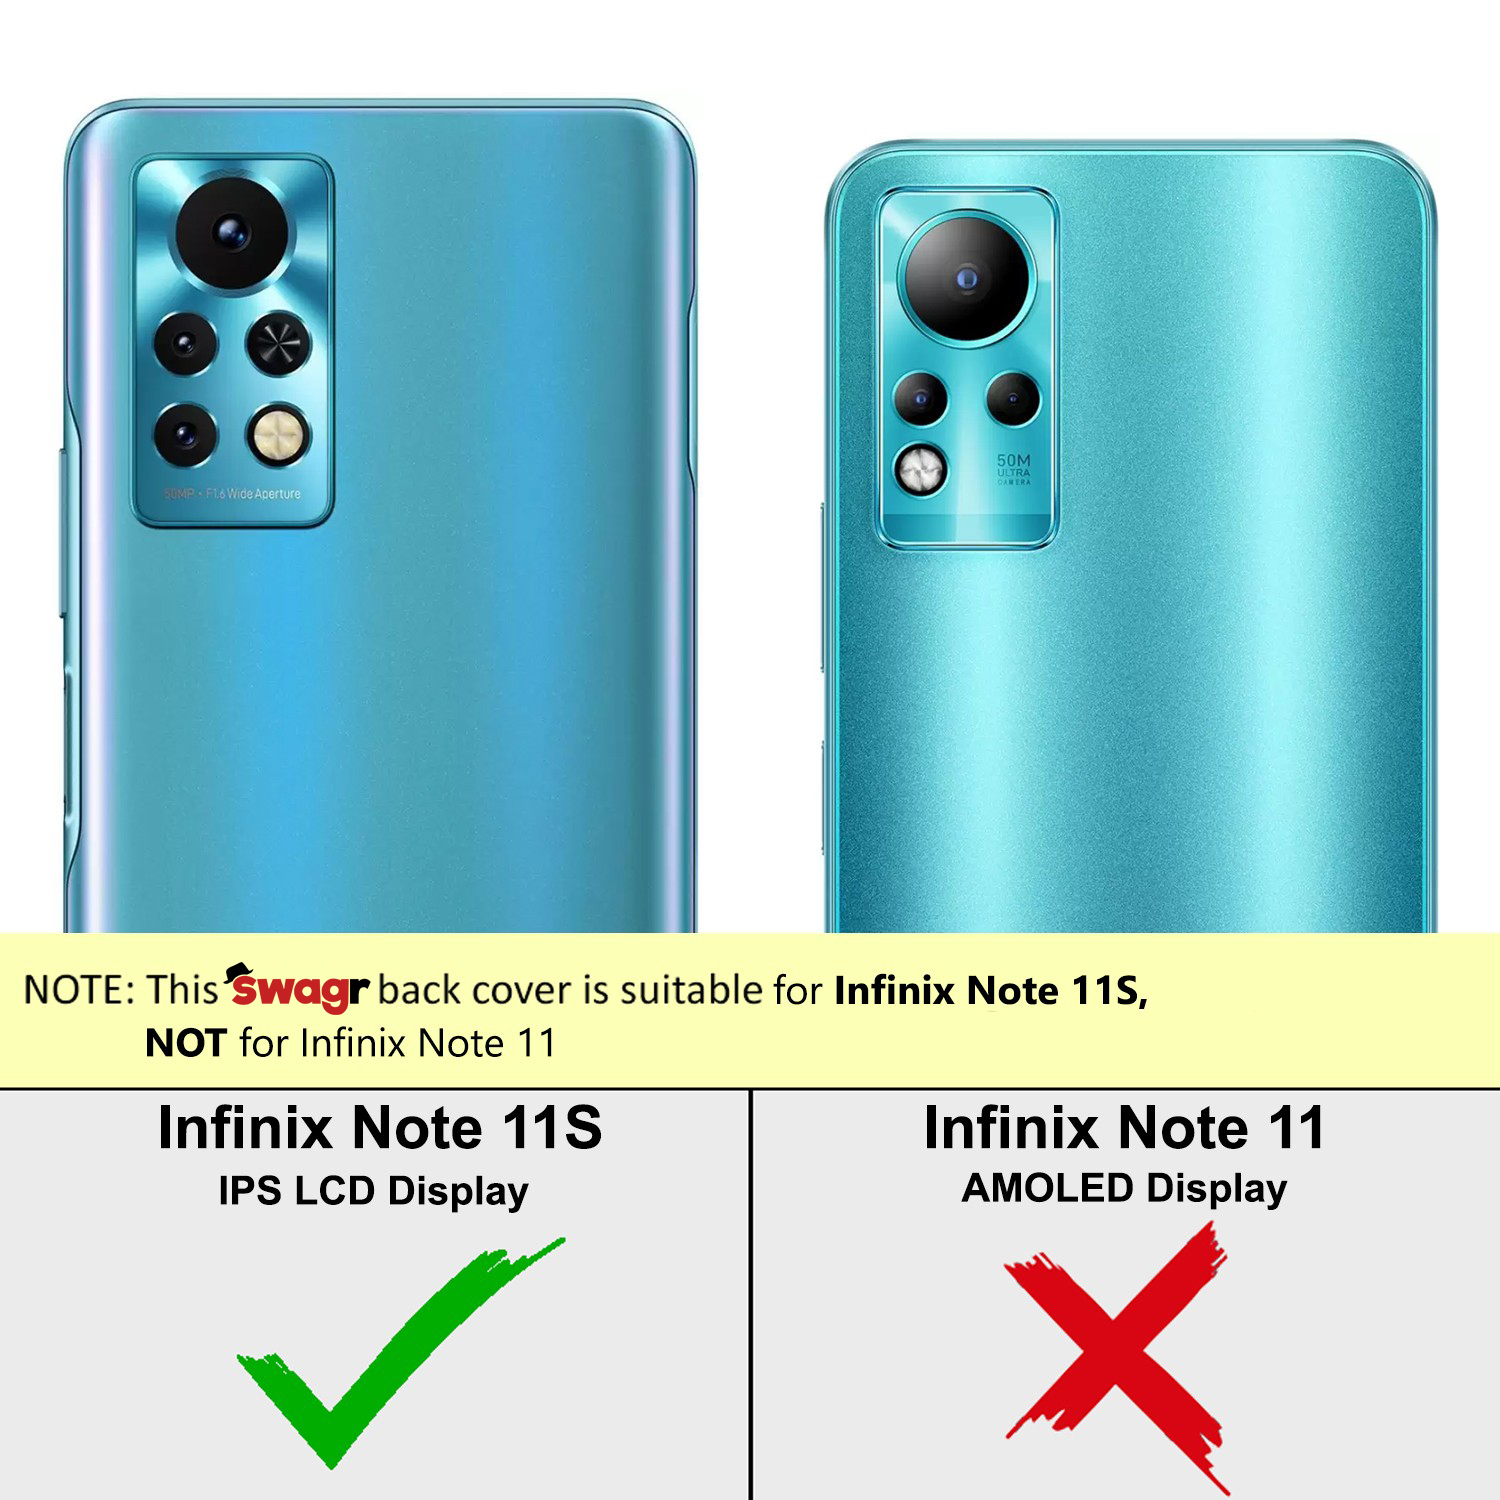 50MP • F1.6 Wide Aperture
50M
ULTRA
CAMERA
NOTE: This swagr back cover is suitable for Infinix Note 11S,
NOT for Infinix Note 11
Infinix Note 11S
IPS LCD Display
Infinix Note 11
AMOLED Display